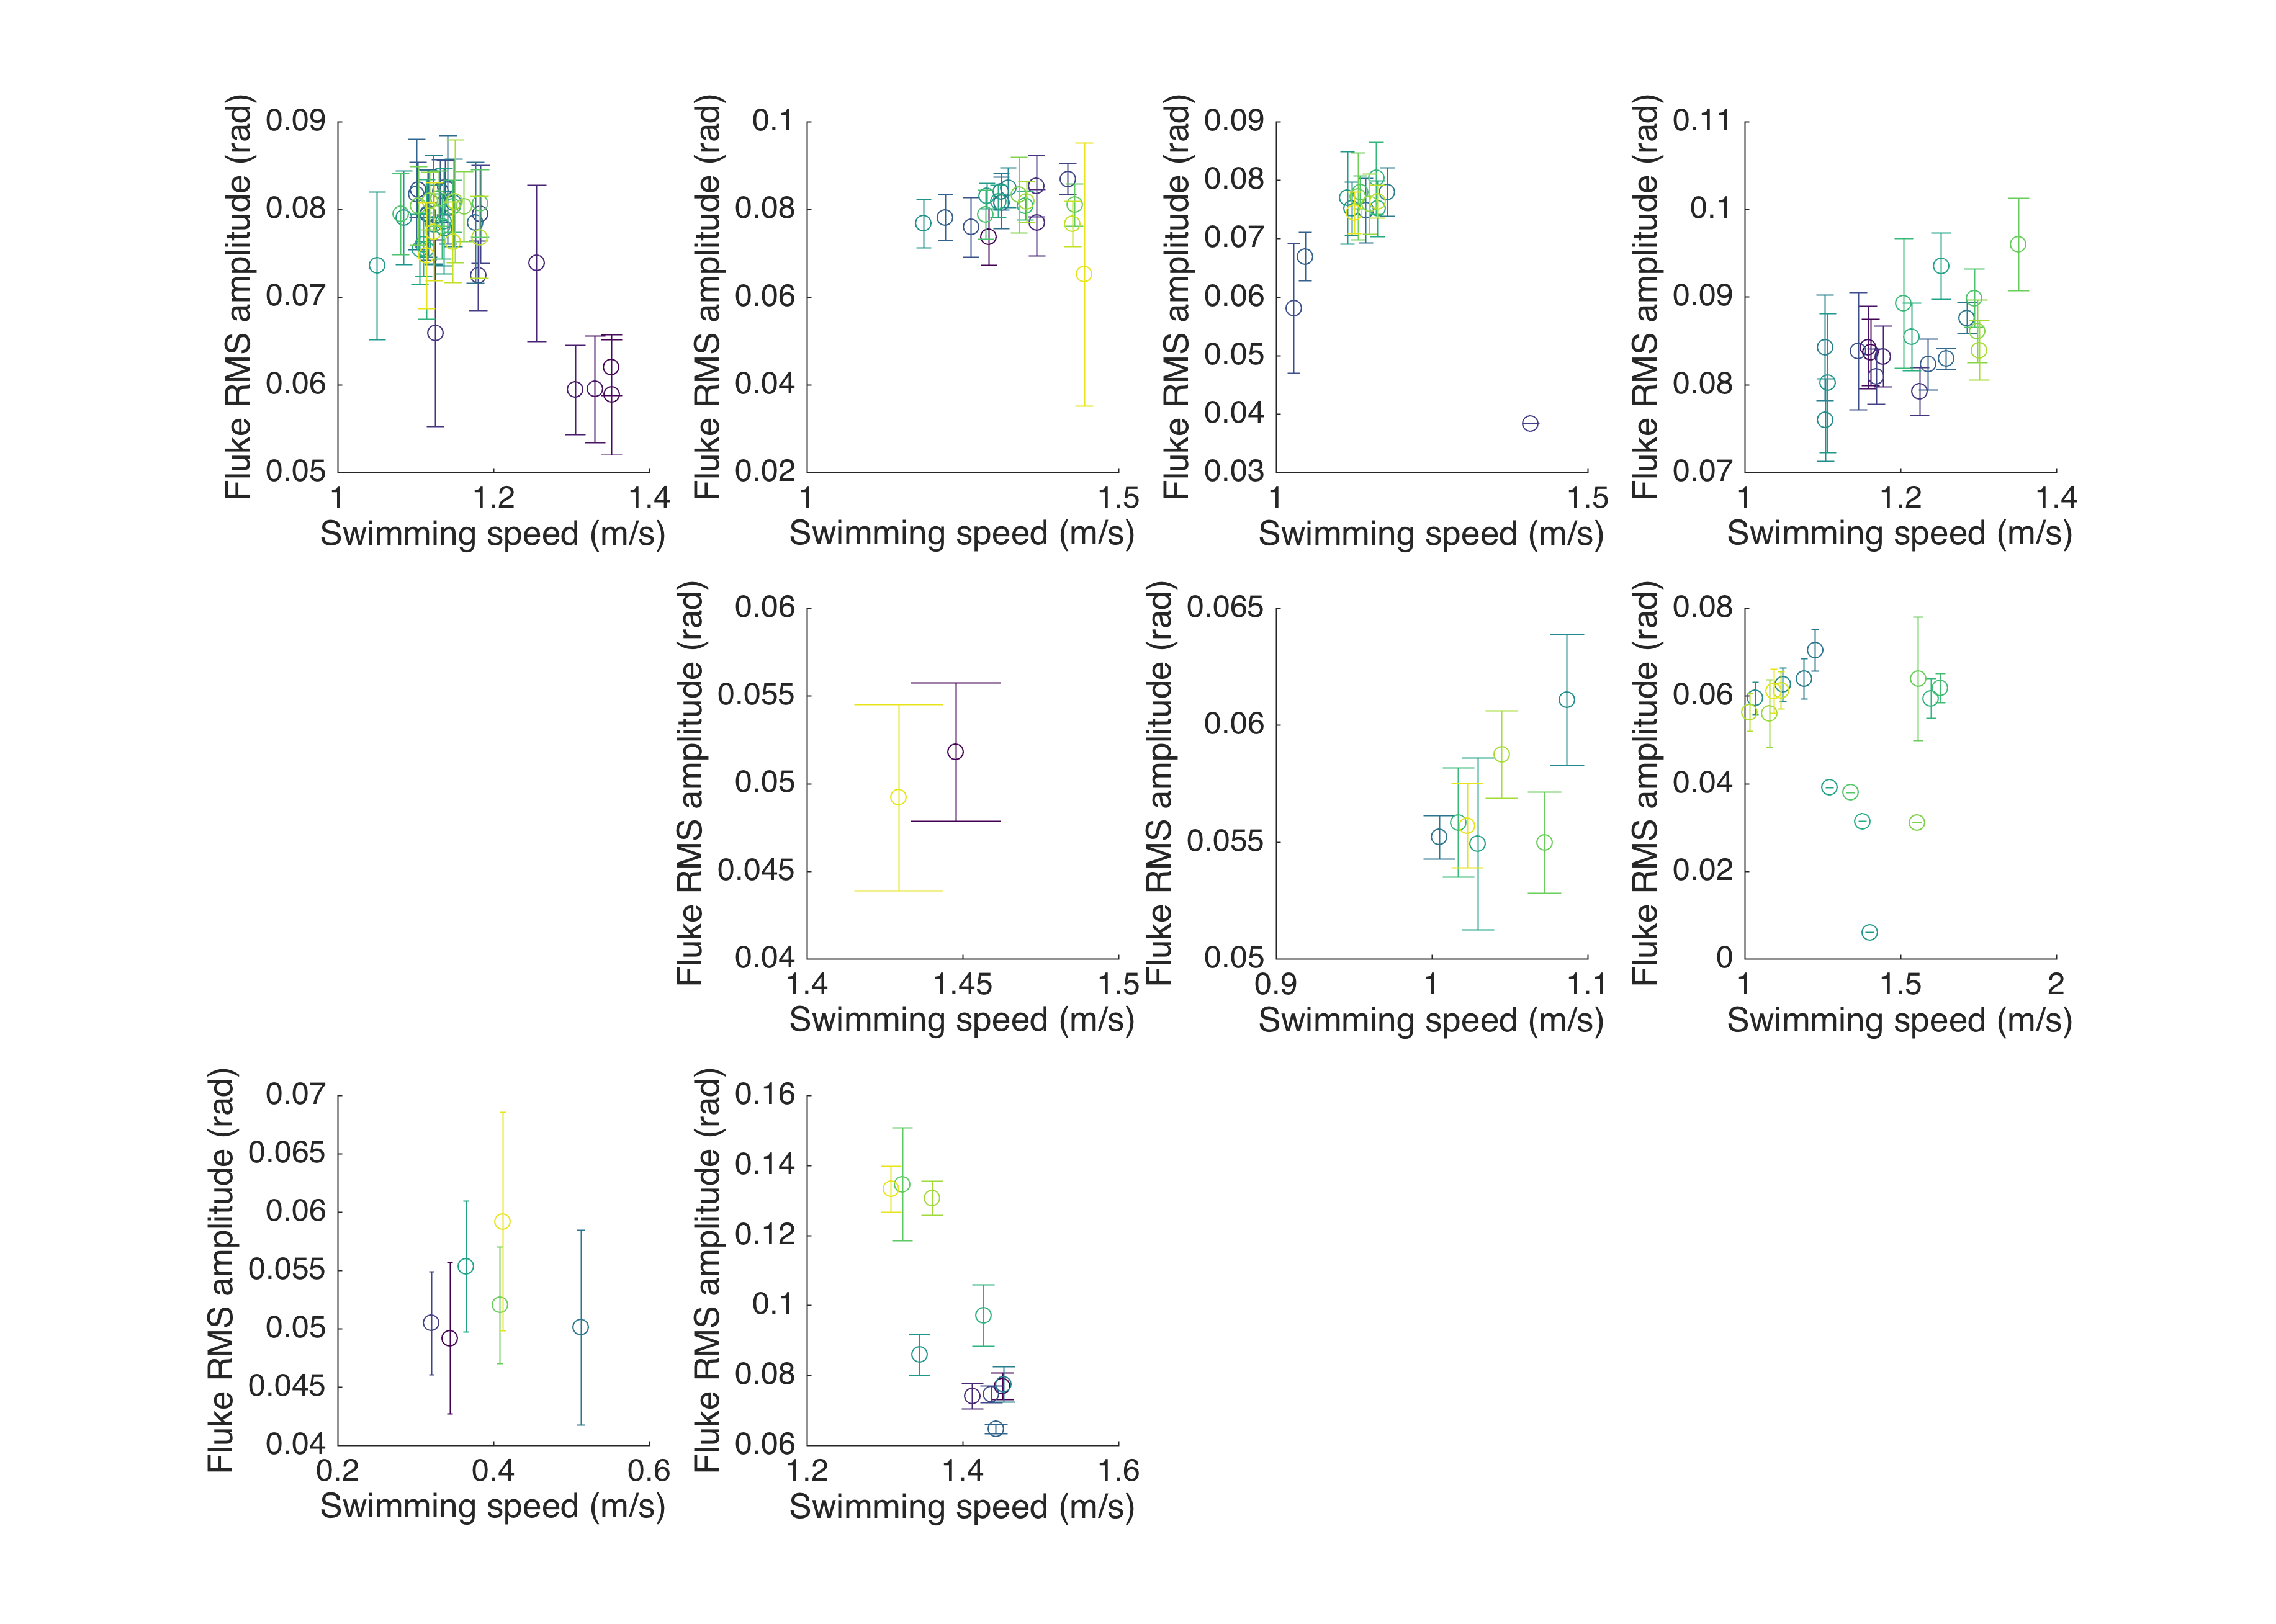 Fluke RMS amplitude (rad)
0.09
0.08
0.07
0.06
0.05
1 1.2 1.4
Swimming speed (m/s)
Fluke RMS amplitude (rad)
0.1
0.08
0.06
0.04
0.02
1 1.5
Swimming speed (m/s)
Fluke RMS amplitude (rad)
0.09
0.08
0.07
0.06
0.05
0.04
0.03
1 1.5
Swimming speed (m/s)
Fluke RMS amplitude (rad)
0.11
0.1
0.09
0.08
0.07
1 1.2 1.4
Swimming speed (m/s)
Fluke RMS amplitude (rad)
0.06
0.055
0.05
0.045
0.04
1.4 1.45 1.5
Swimming speed (m/s)
Fluke RMS amplitude (rad)
0.065
0.06
0.055
0.05
0.9 1 1.1
Swimming speed (m/s)
Fluke RMS amplitude (rad)
0.08
0.06
0.04
0.02
0
1 1.5 2
Swimming speed (m/s)
Fluke RMS amplitude (rad)
0.07
0.065
0.06
0.055
0.05
0.045
0.04
0.2 0.4 0.6
Swimming speed (m/s)
Fluke RMS amplitude (rad)
0.16
0.14
0.12
0.1
0.08
0.06
1.2 1.4 1.6
Swimming speed (m/s)